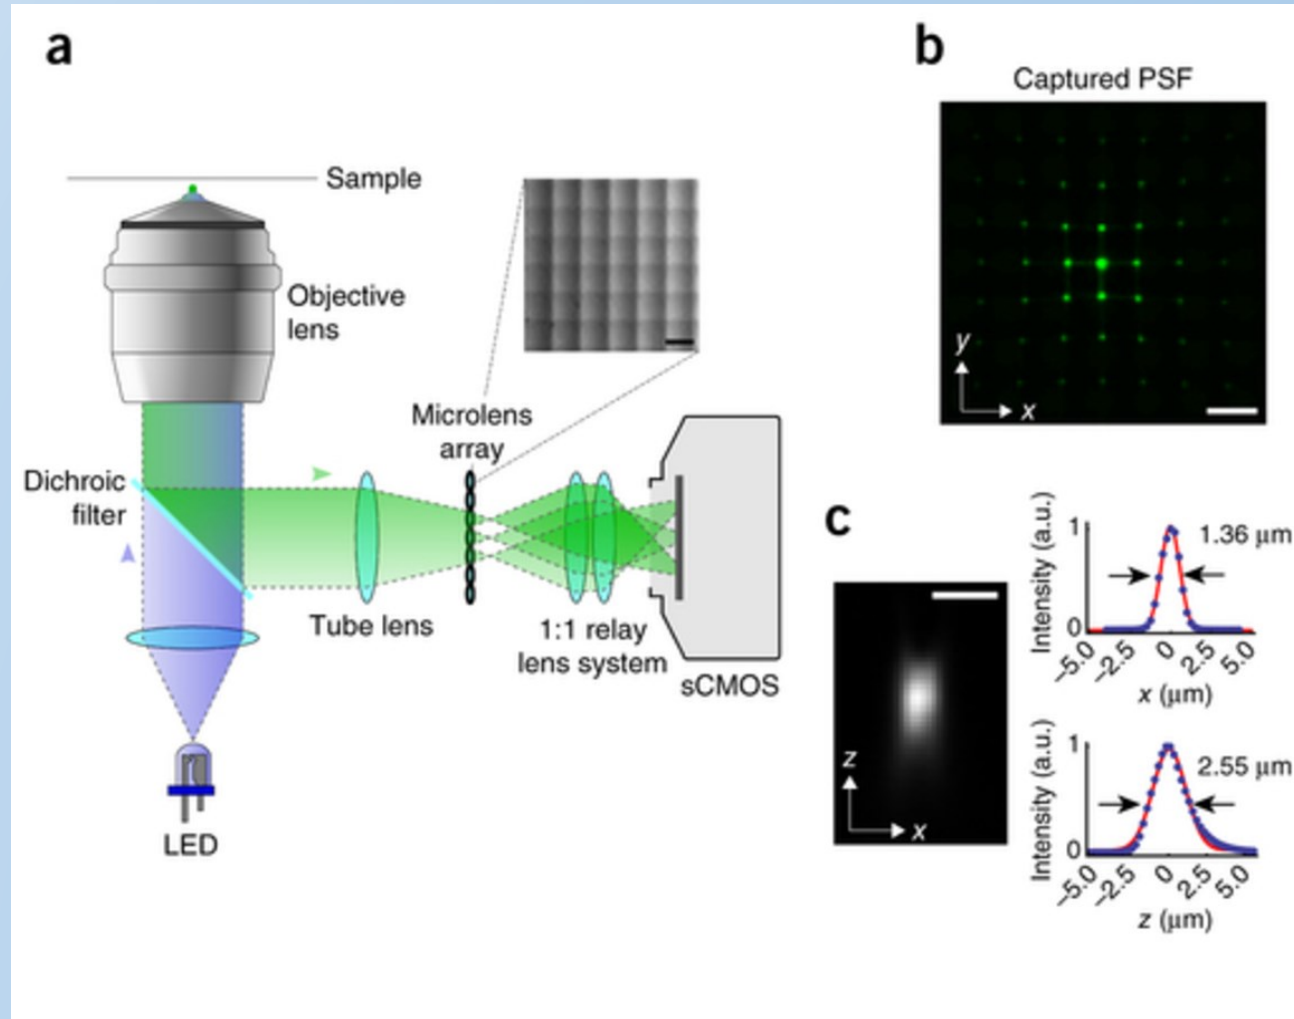 a
Sample
Objective
lens
Microlens
array
Dichroic
filter
Tube lens
1:1 relay
lens system
sCMOS
LED
b
Captured PSF
y
x
c
z
x
Intensity (a.u.)
1
0
1.36 µm
–5.0
–2.5
0
2.5
5.0
x (µm)
Intensity (a.u.)
1
0
2.55 µm
–5.0
–2.5
0
2.5
5.0
z (µm)